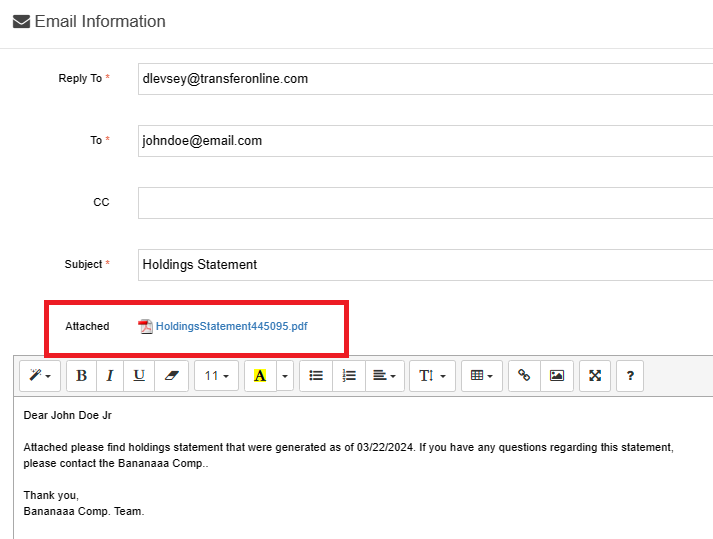 Email Information
Reply To *
dlevsey@transferonline.com
To *
johndoe@email.com
CC
Subject *
Holdings Statement
Attached HoldingsStatement445095.pdf
B I U 11 A T ?
Dear John Doe Jr
Attached please find holdings statement that were generated as of 03/22/2024. If you have any questions regarding this statement,
please contact the Bananaaa Comp..
Thank you,
Bananaaa Comp. Team.